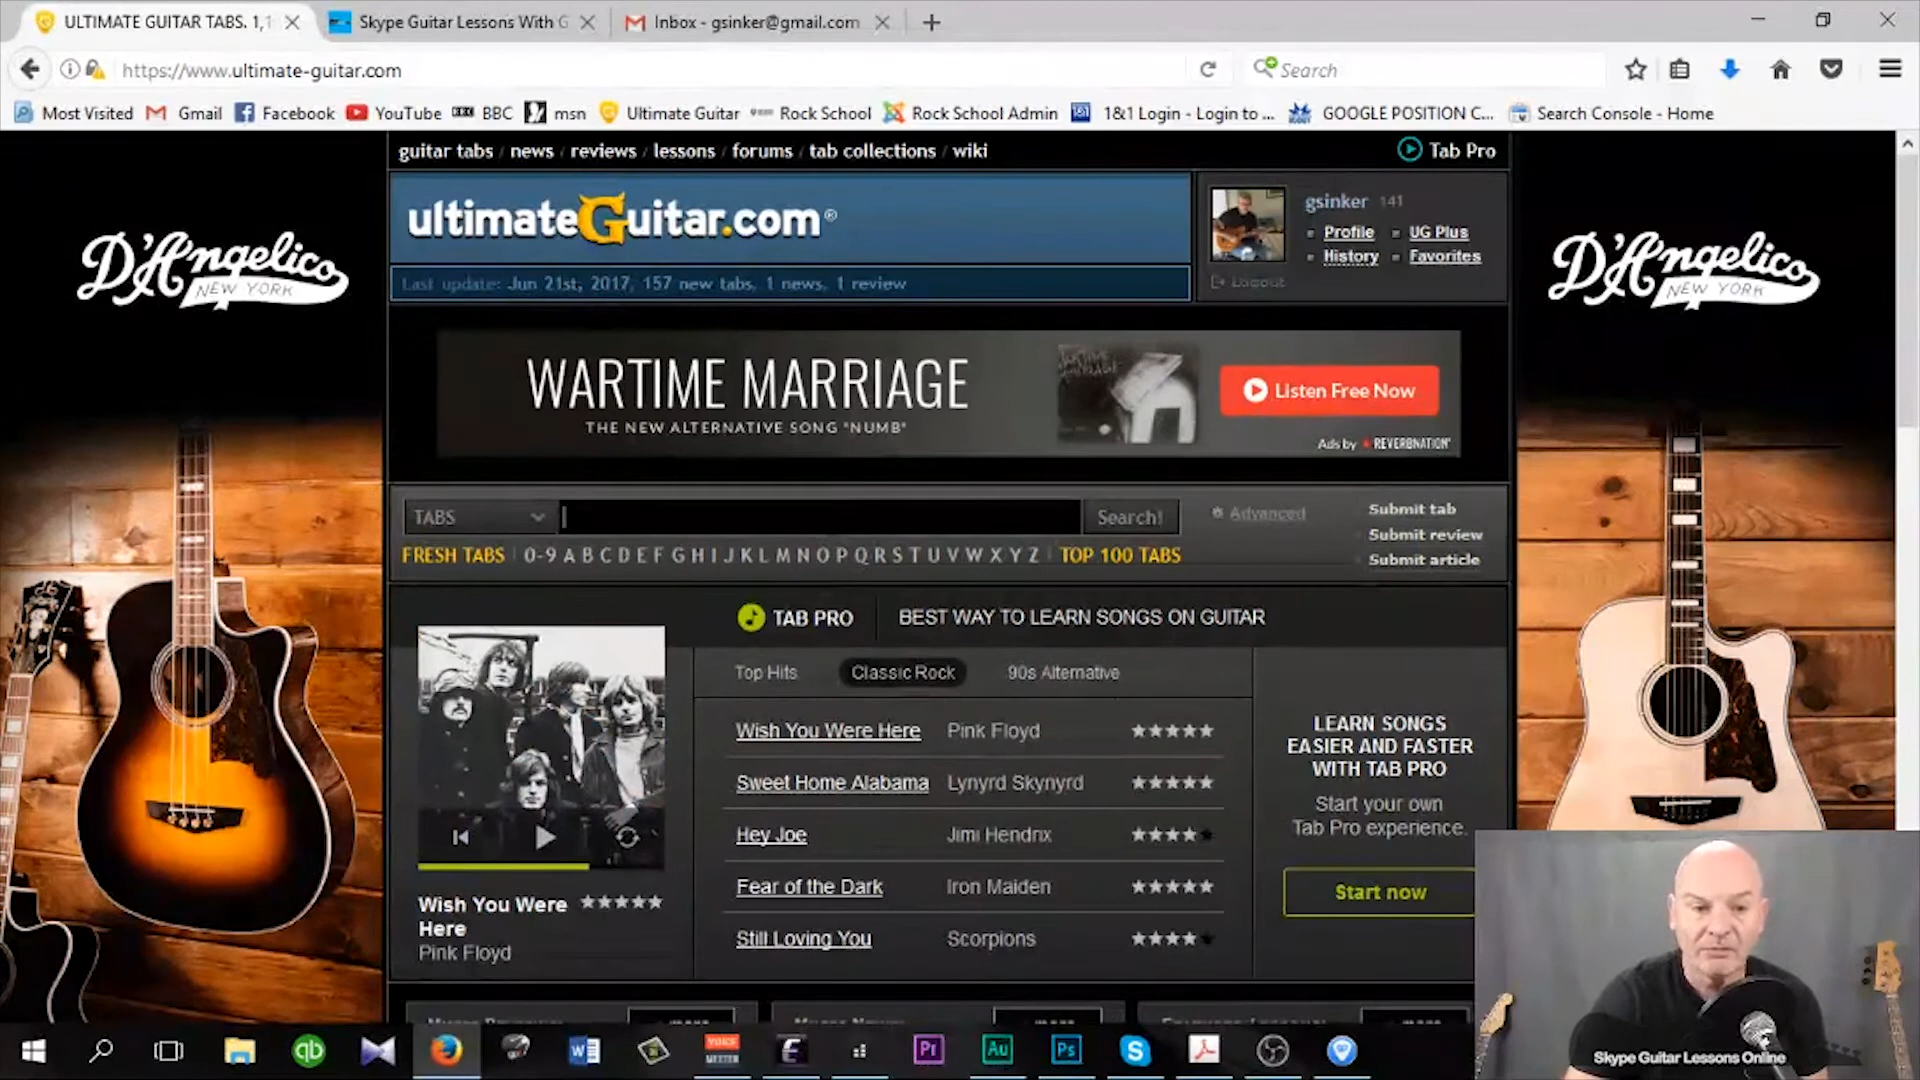 ULTIMATE GUITAR TABS. 1,1
Skype Guitar Lessons With G
Inbox - gsinker@gmail.com
https://www.ultimate-guitar.com
Search
Most Visited
Gmail
Facebook
YouTube
BBC
msn
Ultimate Guitar
Rock School
Rock School Admin
1&1 Login - Login to ...
GOOGLE POSITION C...
Search Console - Home
guitar tabs / news / reviews / lessons / forums / tab collections / wiki
Tab Pro
D'Angelico
NEW YORK
ultimateGuitar.com®
gsinker 141
Profile
UG Plus
History
Favorites
Logout
D'Angelico
NEW YORK
Last update: Jun 21st, 2017, 157 new tabs, 1 news, 1 review
WARTIME MARRIAGE
THE NEW ALTERNATIVE SONG "NUMB"
Listen Free Now
Ads by REVERBNATION
TABS
Search!
Advanced
Submit tab
Submit review
Submit article
FRESH TABS | 0-9 A B C D E F G H I J K L M N O P Q R S T U V W X Y Z | TOP 100 TABS
TAB PRO
BEST WAY TO LEARN SONGS ON GUITAR
Top Hits
Classic Rock
90s Alternative
Wish You Were Here Pink Floyd
Sweet Home Alabama Lynyrd Skynyrd
Hey Joe Jimi Hendrix
Fear of the Dark Iron Maiden
Still Loving You Scorpions
Wish You Were
Here
Pink Floyd
LEARN SONGS
EASIER AND FASTER
WITH TAB PRO
Start your own
Tab Pro experience.
Start now
qb
VOICE
MEETER
Pr
Au
Ps
Skype Guitar Lessons Online